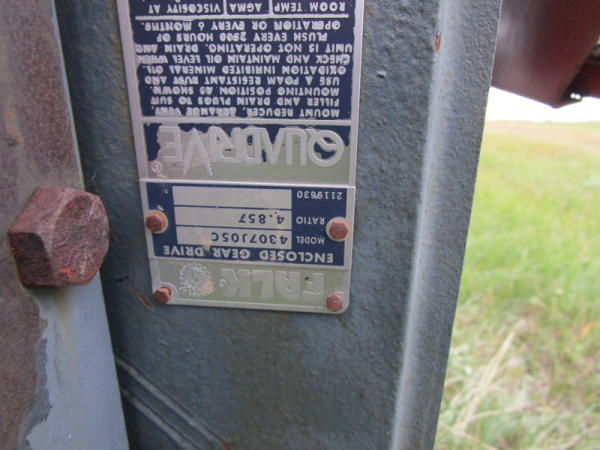 FALK ®
ENCLOSED GEAR DRIVE
MODEL 4307J05C
RATIO 4.857
2119630
QUADRIVE ®
MOUNT REDUCER, ARRANGE VENT,
FILLER AND DRAIN PLUGS TO SUIT
MOUNTING POSITION AS SHOWN.
USE A FOAM RESISTANT RUST AND
OXIDATION INHIBITED MINERAL OIL.
CHECK AND MAINTAIN OIL LEVEL WHEN
UNIT IS NOT OPERATING. DRAIN AND
FLUSH EVERY 2500 HOURS OF
OPERATION OR EVERY 6 MONTHS.
ROOM TEMP AGMA VISCOSITY AT